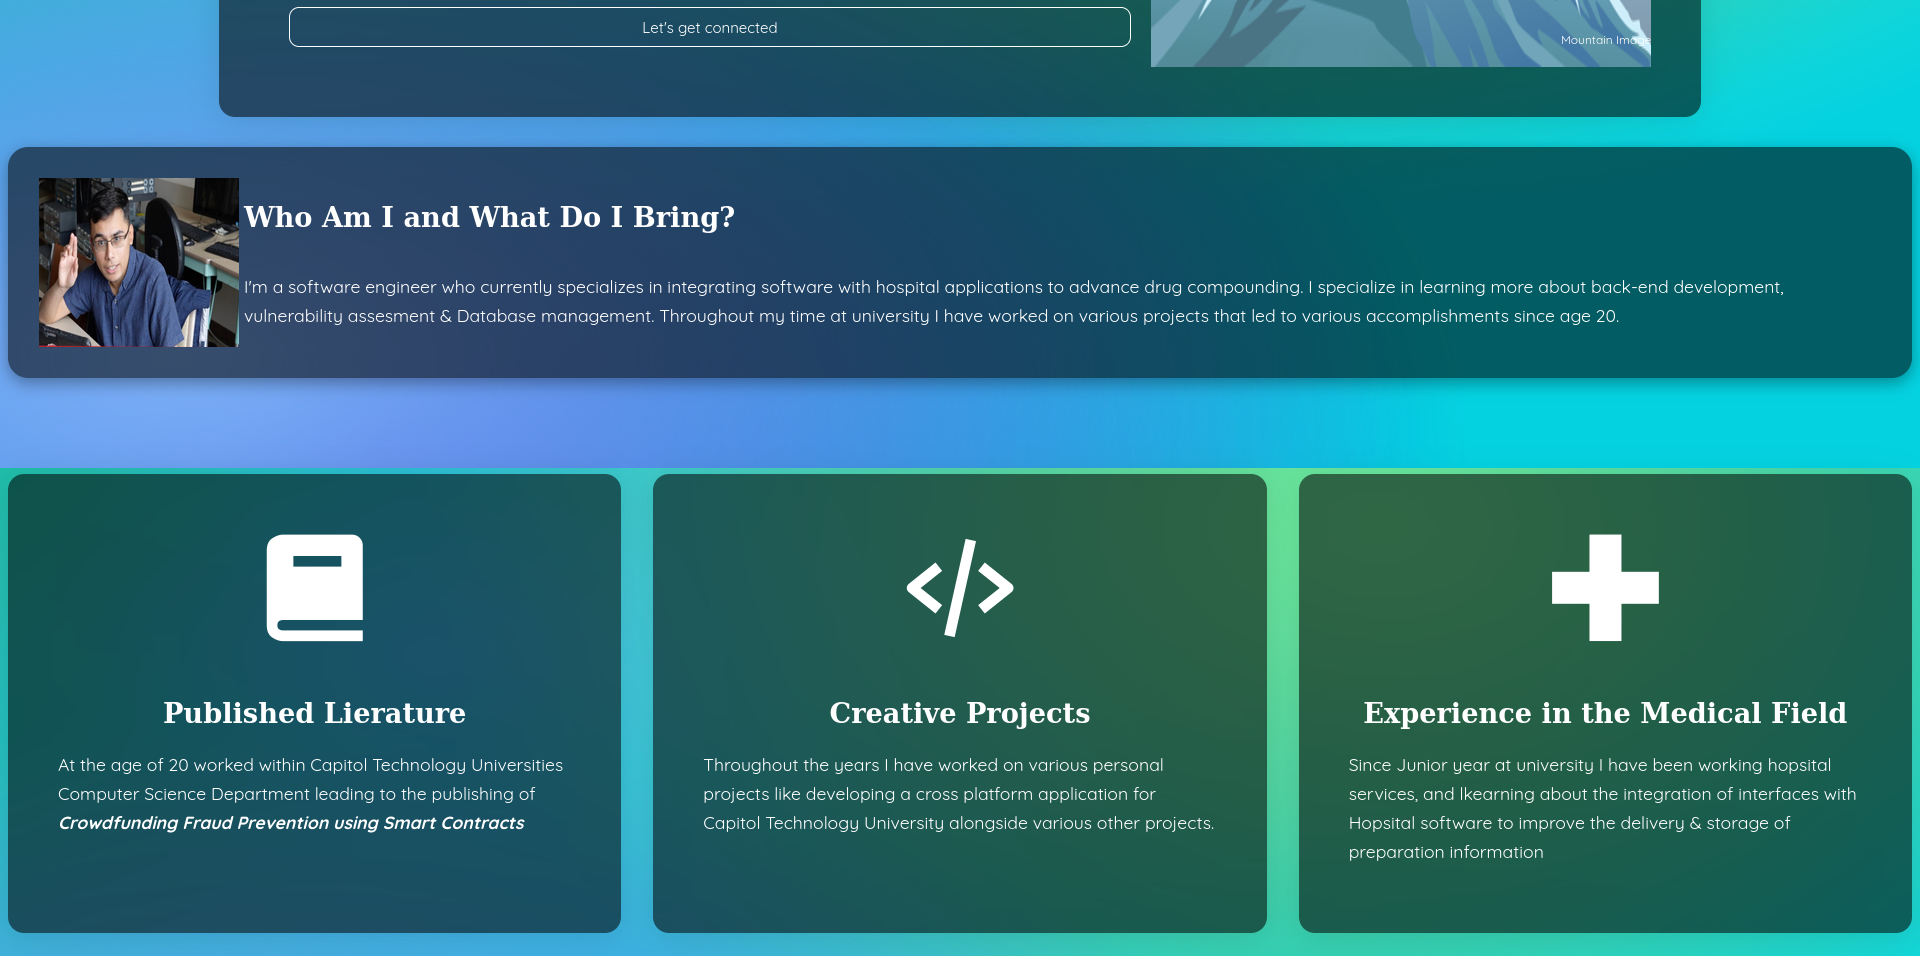 Let's get connected
Mountain Image
Who Am I and What Do I Bring?
I'm a software engineer who currently specializes in integrating software with hospital applications to advance drug compounding. I specialize in learning more about back-end development,
vulnerability assesment & Database management. Throughout my time at university I have worked on various projects that led to various accomplishments since age 20.
Published Lierature
At the age of 20 worked within Capitol Technology Universities
Computer Science Department leading to the publishing of
Crowdfunding Fraud Prevention using Smart Contracts
Creative Projects
Throughout the years I have worked on various personal
projects like developing a cross platform application for
Capitol Technology University alongside various other projects.
Experience in the Medical Field
Since Junior year at university I have been working hopsital
services, and lkearning about the integration of interfaces with
Hopsital software to improve the delivery & storage of
preparation information